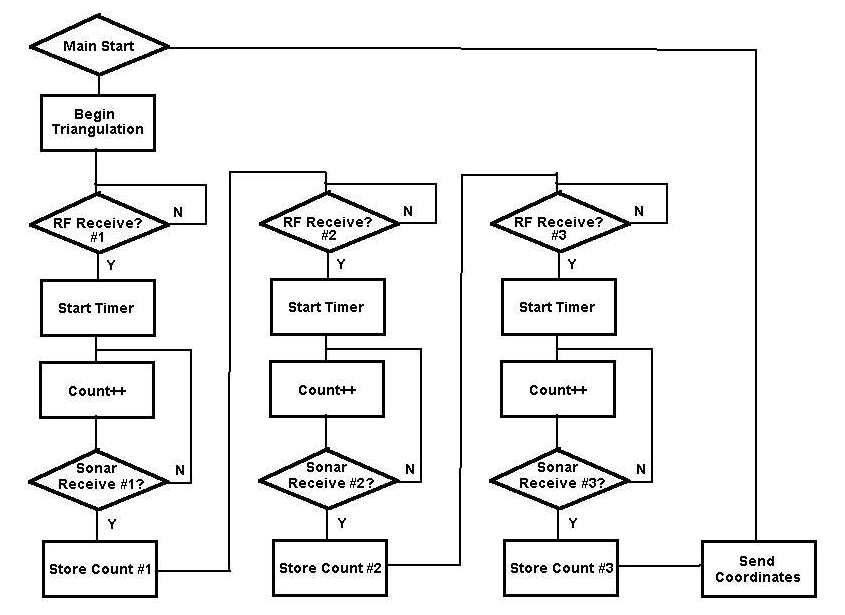 Main Start
Begin
Triangulation
RF Receive?
#1
N
Y
Start Timer
Count++
Sonar
Receive #1?
N
Y
Store Count #1
RF Receive?
#2
N
Y
Start Timer
Count++
Sonar
Receive #2?
N
Y
Store Count #2
RF Receive?
#3
N
Y
Start Timer
Count++
Sonar
Receive #3?
N
Y
Store Count #3
Send
Coordinates